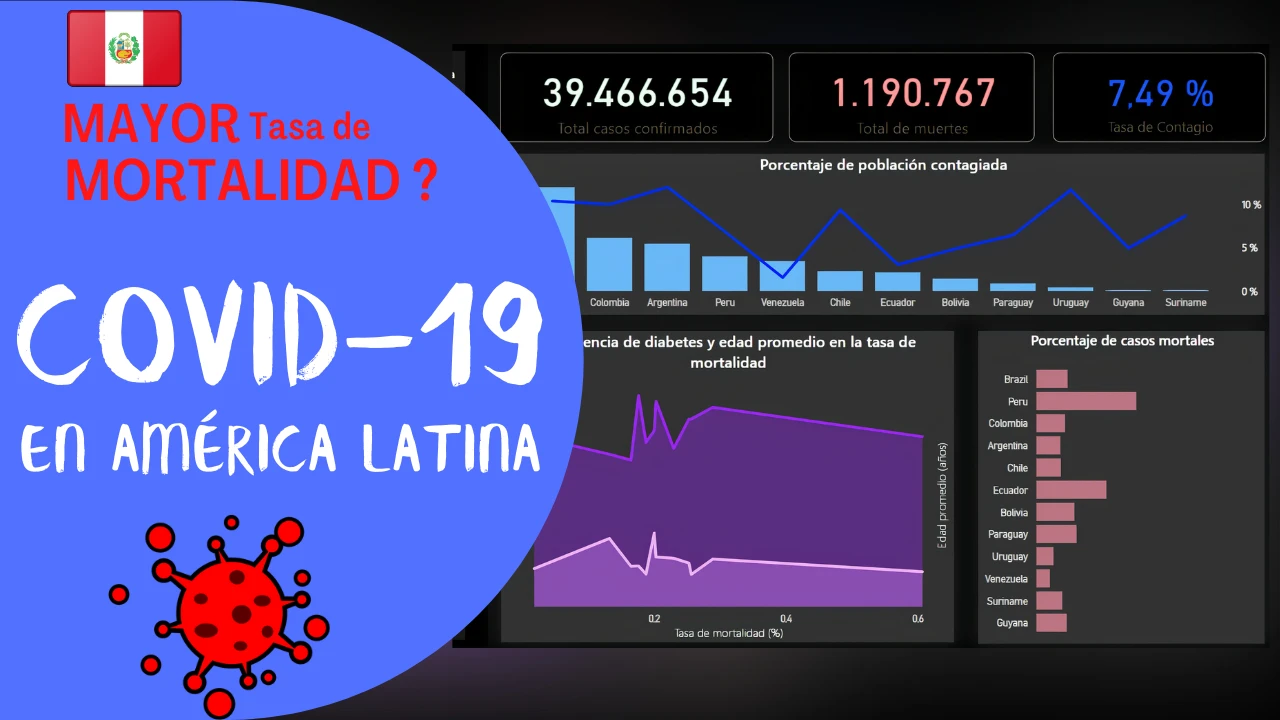 MAYOR Tasa de
MORTALIDAD ?
COVID-19
EN AMÉRICA LATINA
39.466.654
Total casos confirmados
1.190.767
Total de muertes
7,49 %
Tasa de Contagio
Porcentaje de población contagiada
10 %
5 %
0 %
Colombia Argentina Peru Venezuela Chile Ecuador Bolivia Paraguay Uruguay Guyana Suriname
de diabetes y edad promedio en la tasa de
mortalidad
Edad promedio (años)
0.2 0.4 0.6
Tasa de mortalidad (%)
Porcentaje de casos mortales
Brazil
Peru
Colombia
Argentina
Chile
Ecuador
Bolivia
Paraguay
Uruguay
Venezuela
Suriname
Guyana